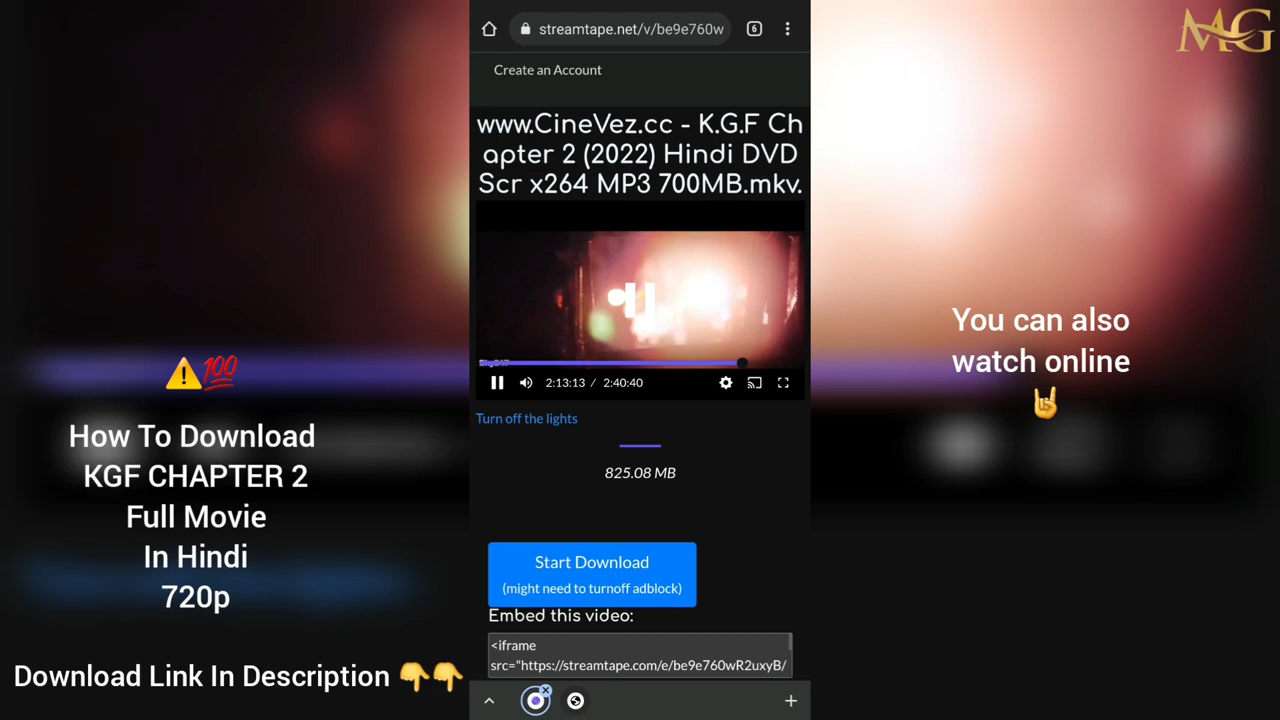 MG
streamtape.net/v/be9e760w
6
Create an Account
www.CineVez.cc - K.G.F Ch
apter 2 (2022) Hindi DVD
Scr x264 MP3 700MB.mkv.
2:13:13 / 2:40:40
Turn off the lights
825.08 MB
Start Download
(might need to turnoff adblock)
Embed this video:
<iframe
src="https://streamtape.com/e/be9e760wR2uxyB/
⚠️💯
How To Download
KGF CHAPTER 2
Full Movie
In Hindi
720p
Download Link In Description 👇👇
You can also
watch online
🤘